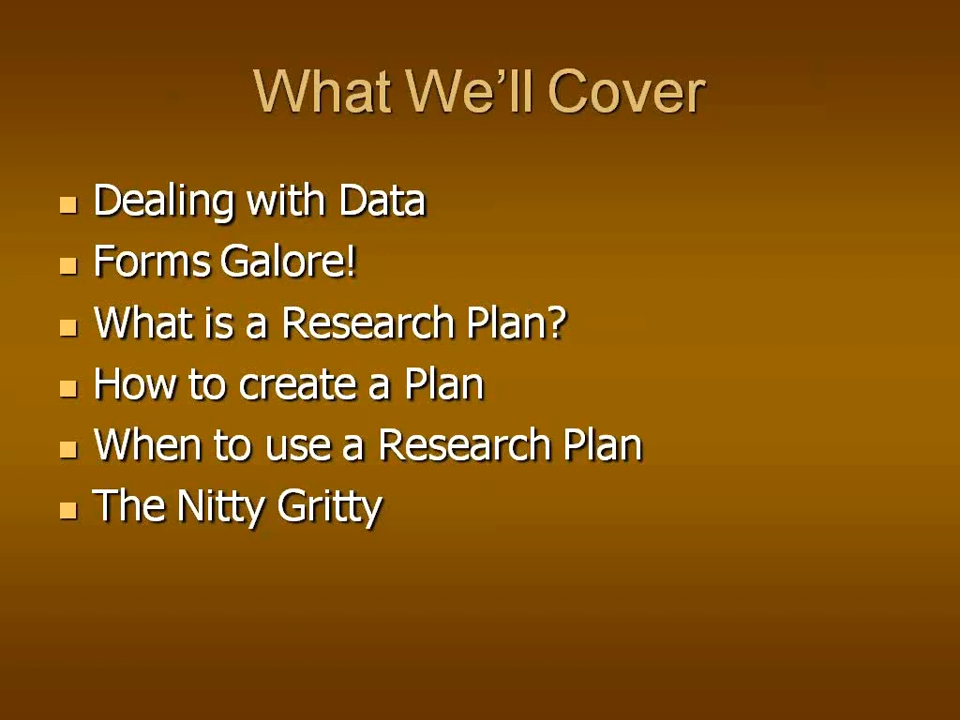 What We’ll Cover
Dealing with Data
Forms Galore!
What is a Research Plan?
How to create a Plan
When to use a Research Plan
The Nitty Gritty